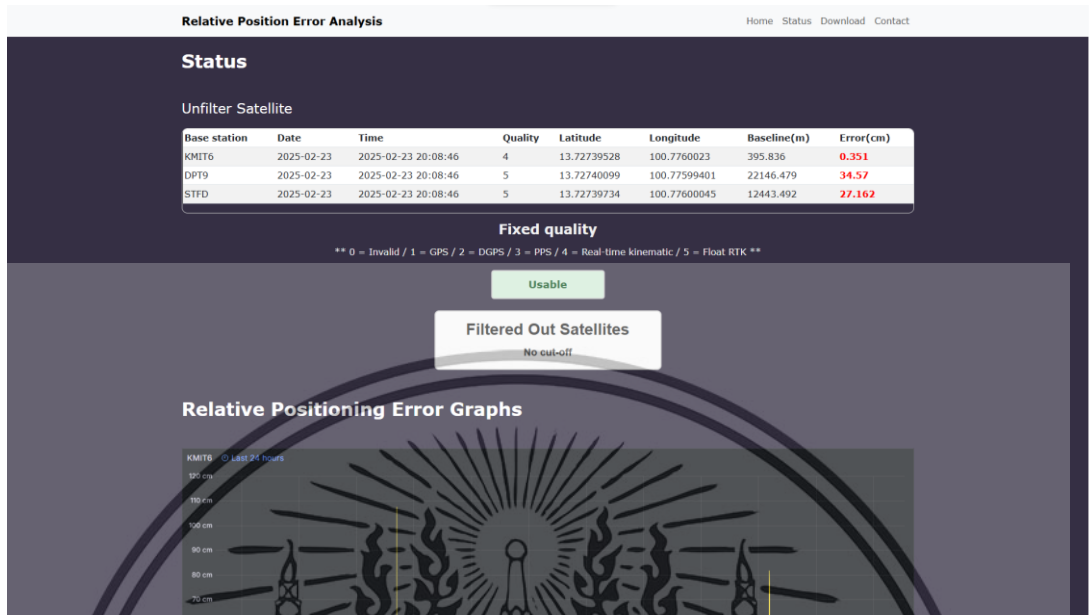 Relative Position Error Analysis Home Status Download Contact
Status
Unfilter Satellite
Base station Date Time Quality Latitude Longitude Baseline(m) Error(cm)
KMIT6 2025-02-23 2025-02-23 20:08:46 4 13.72739528 100.7760023 395.836 0.351
DPT9 2025-02-23 2025-02-23 20:08:46 5 13.72740099 100.77599401 22146.479 34.57
STFD 2025-02-23 2025-02-23 20:08:46 5 13.72739734 100.77600045 12443.492 27.162
Fixed quality
** 0 = Invalid / 1 = GPS / 2 = DGPS / 3 = PPS / 4 = Real-time kinematic / 5 = Float RTK **
Usable
Filtered Out Satellites
No cut-off
Relative Positioning Error Graphs
KMIT6 Last 24 hours
120 cm
110 cm
100 cm
90 cm
80 cm
70 cm